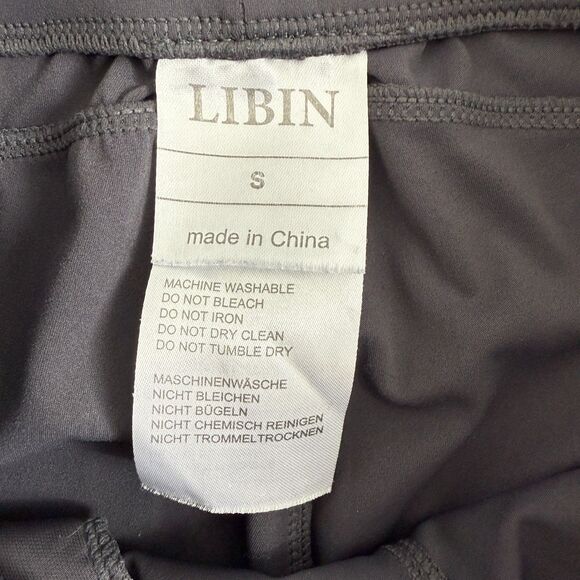 LIBIN
S
made in China
MACHINE WASHABLE
DO NOT BLEACH
DO NOT IRON
DO NOT DRY CLEAN
DO NOT TUMBLE DRY
MASCHINENWÄSCHE
NICHT BLEICHEN
NICHT BÜGELN
NICHT CHEMISCH REINIGEN
NICHT TROMMELTROCKNEN